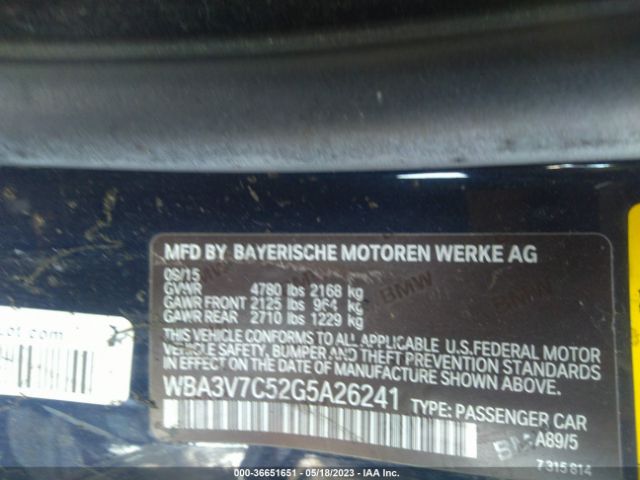 MFD BY BAYERISCHE MOTOREN WERKE AG
09/15
GVWR 4780 lbs 2168 kg
GAWR FRONT 2125 lbs 964 kg
GAWR REAR 2710 lbs 1229 kg
THIS VEHICLE CONFORMS TO ALL APPLICABLE U.S.FEDERAL MOTOR
VEHICLE SAFETY, BUMPER AND THEFT PREVENTION STANDARDS
IN EFFECT ON THE DATE OF MANUFACTURE SHOWN ABOVE.
WBA3V7C52G5A26241 TYPE: PASSENGER CAR
A89/5
7315814
BMW
.com
000-36651651 - 05/18/2023 - IAA Inc.